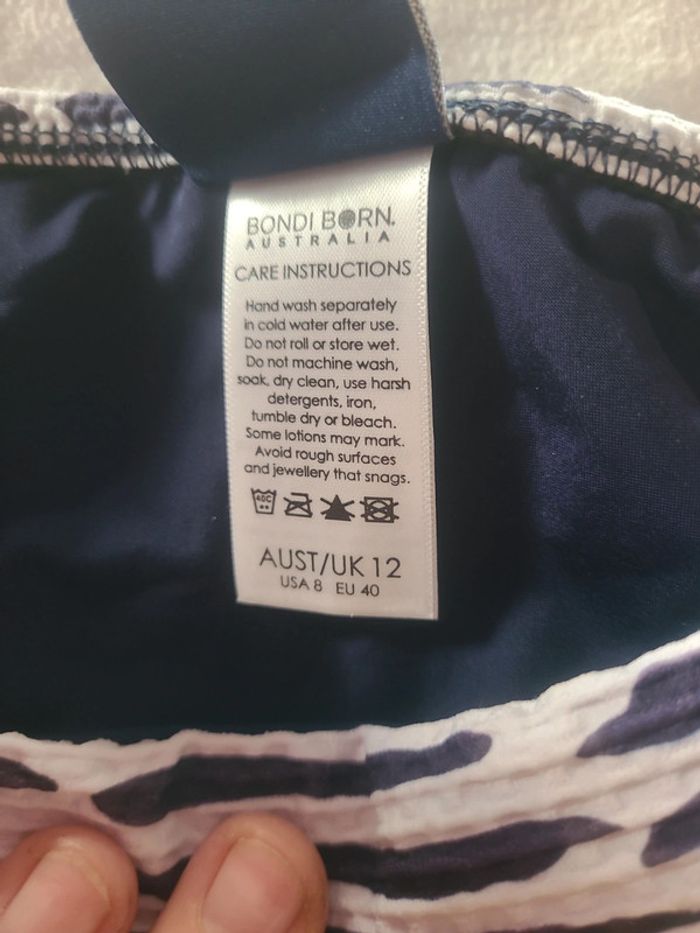 BONDI BORN.
AUSTRALIA
CARE INSTRUCTIONS
Hand wash separately
in cold water after use.
Do not roll or store wet.
Do not machine wash,
soak, dry clean, use harsh
detergents, iron,
tumble dry or bleach.
Some lotions may mark.
Avoid rough surfaces
and jewellery that snags.
40C
AUST/UK 12
USA 8 EU 40